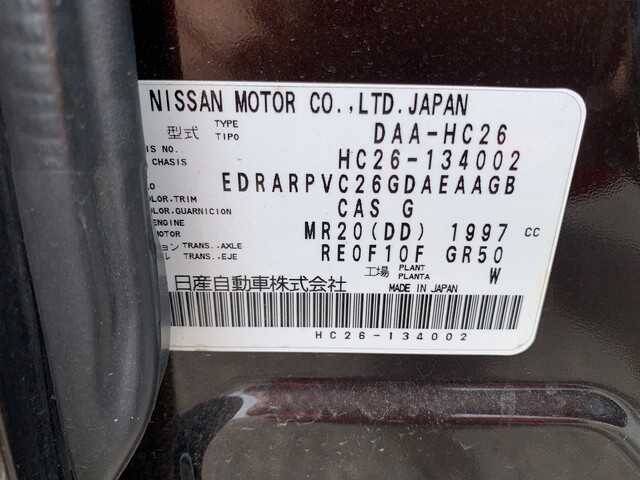 NISSAN MOTOR CO.,LTD.JAPAN
型式 TYPE TIPO DAA-HC26
IS NO. CHASIS HC26-134002
EDRARPVC26GDAEAAGB
OLOR,TRIM OLOR,GUARNICION CAS G
ENGINE MOTOR MR20(DD) 1997 CC
TRANS.,AXLE TRANS.,EJE RE0F10F GR50
工場 PLANT PLANTA W
日産自動車株式会社 MADE IN JAPAN
HC26-134002